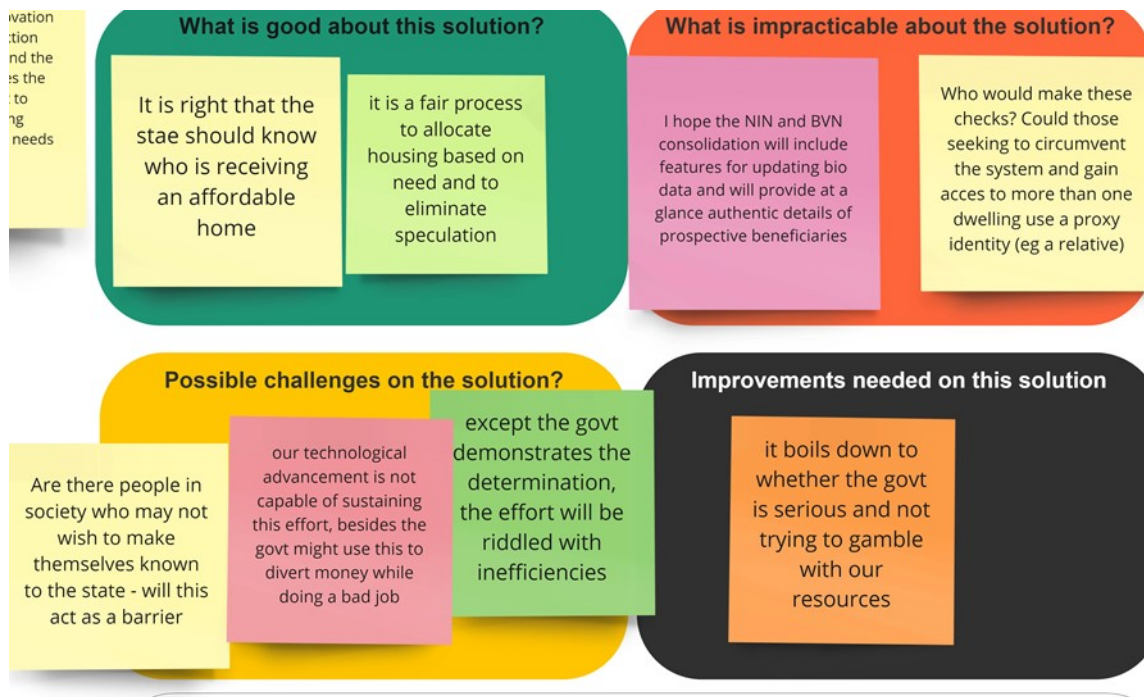 ovation
ction
nd the
es the
t to
ng
needs
What is good about this solution?
It is right that the
stae should know
who is receiving
an affordable
home
it is a fair process
to allocate
housing based on
need and to
eliminate
speculation
What is impracticable about the solution?
I hope the NIN and BVN
consolidation will include
features for updating bio
data and will provide at a
glance authentic details of
prospective beneficiaries
Who would make these
checks? Could those
seeking to circumvent
the system and gain
acces to more than one
dwelling use a proxy
identity (eg a relative)
Possible challenges on the solution?
Are there people in
society who may not
wish to make
themselves known
to the state - will this
act as a barrier
our technological
advancement is not
capable of sustaining
this effort, besides the
govt might use this to
divert money while
doing a bad job
except the govt
demonstrates the
determination,
the effort will be
riddled with
inefficiencies
Improvements needed on this solution
it boils down to
whether the govt
is serious and not
trying to gamble
with our
resources